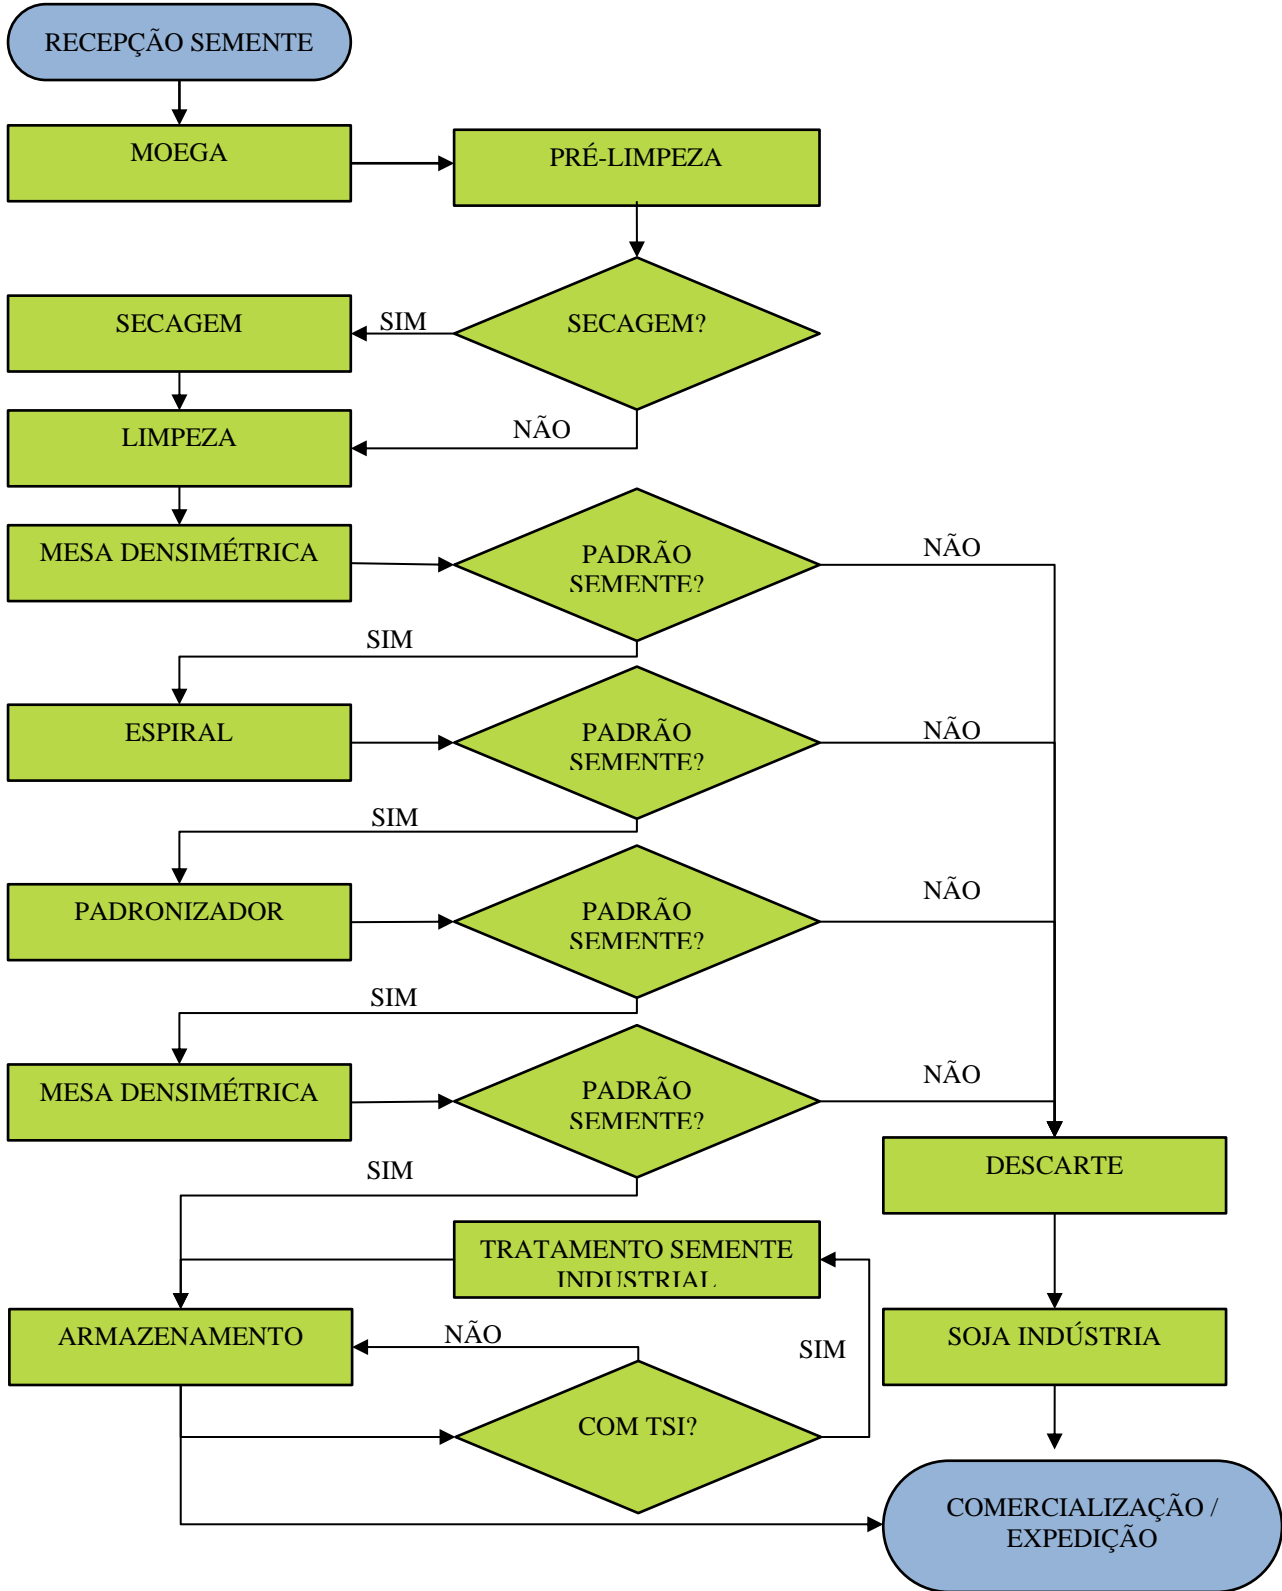 RECEPÇÃO SEMENTE
MOEGA
PRÉ-LIMPEZA
SECAGEM
SIM
SECAGEM?
LIMPEZA
NÃO
MESA DENSIMÉTRICA
PADRÃO
SEMENTE?
NÃO
SIM
ESPIRAL
PADRÃO
SEMENTE?
NÃO
SIM
PADRONIZADOR
PADRÃO
SEMENTE?
NÃO
SIM
MESA DENSIMÉTRICA
PADRÃO
SEMENTE?
NÃO
SIM
DESCARTE
TRATAMENTO SEMENTE
INDUSTRIAL
ARMAZENAMENTO
NÃO
SIM
SOJA INDÚSTRIA
COM TSI?
COMERCIALIZAÇÃO /
EXPEDIÇÃO